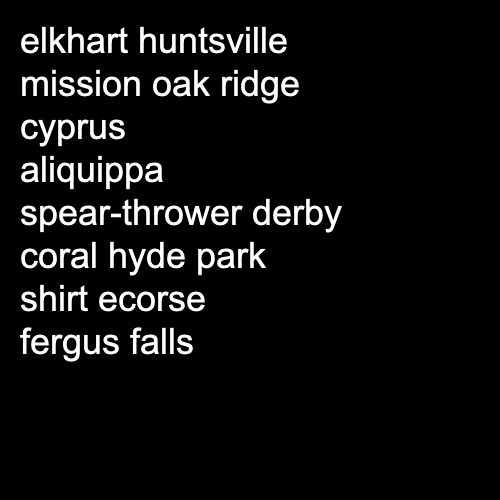 elkhart huntsville
mission oak ridge
cyprus
aliquippa
spear-thrower derby
coral hyde park
shirt ecorse
fergus falls